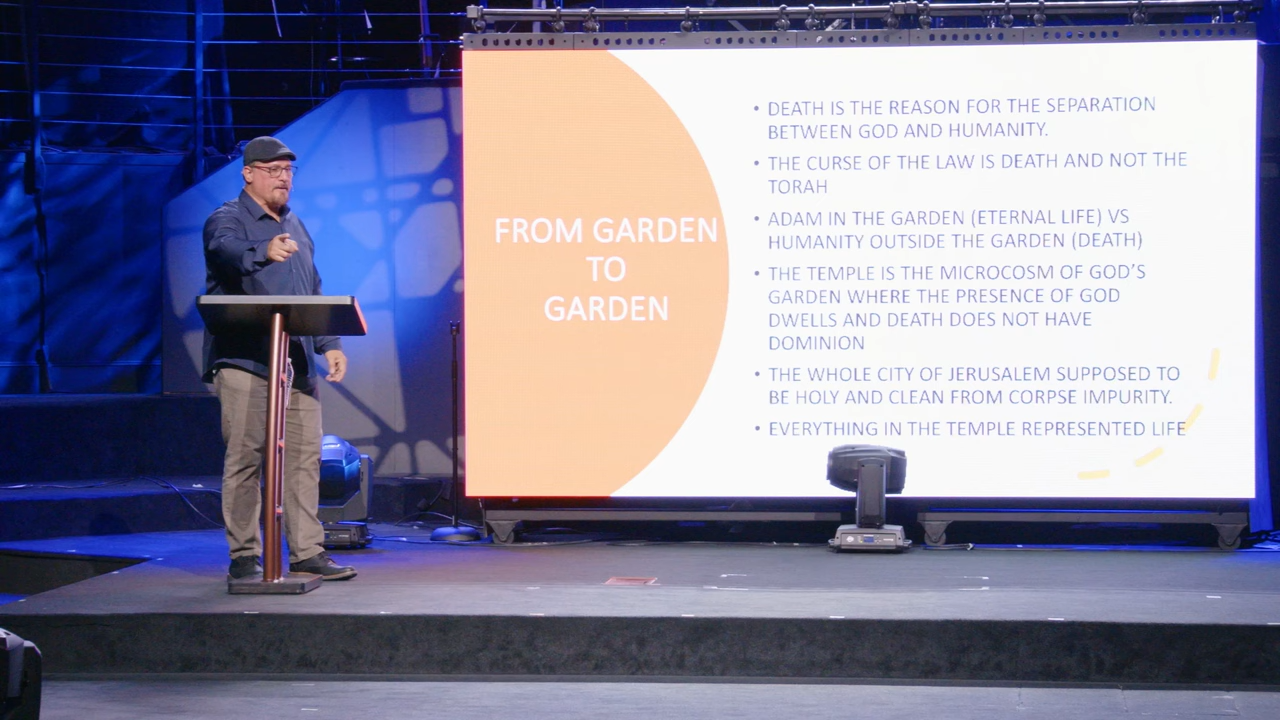 FROM GARDEN
TO
GARDEN
• DEATH IS THE REASON FOR THE SEPARATION
BETWEEN GOD AND HUMANITY.
• THE CURSE OF THE LAW IS DEATH AND NOT THE
TORAH
• ADAM IN THE GARDEN (ETERNAL LIFE) VS
HUMANITY OUTSIDE THE GARDEN (DEATH)
• THE TEMPLE IS THE MICROCOSM OF GOD’S
GARDEN WHERE THE PRESENCE OF GOD
DWELLS AND DEATH DOES NOT HAVE
DOMINION
• THE WHOLE CITY OF JERUSALEM SUPPOSED TO
BE HOLY AND CLEAN FROM CORPSE IMPURITY.
• EVERYTHING IN THE TEMPLE REPRESENTED LIFE